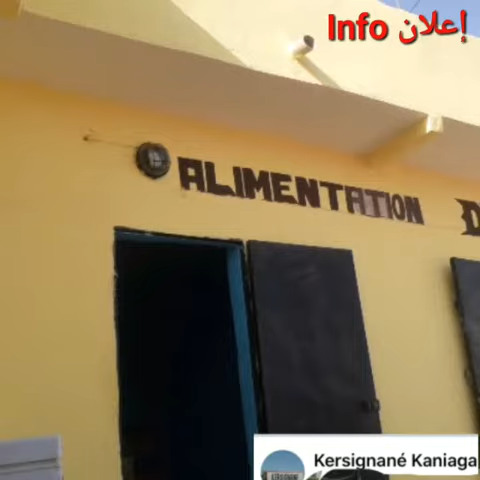 Info إعلان
ALIMENTATION D
Kersignané Kaniaga